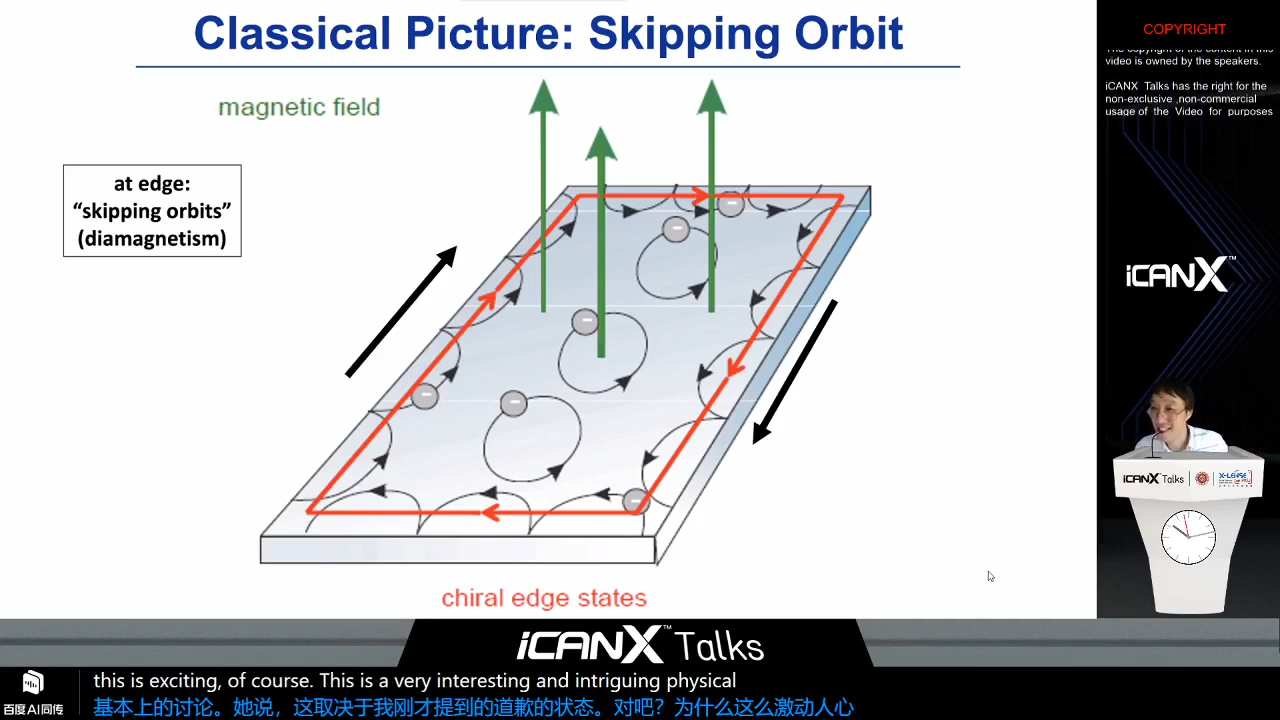 Classical Picture: Skipping Orbit
magnetic field
at edge:
“skipping orbits”
(diamagnetism)
chiral edge states
COPYRIGHT
The copyright of the content in this
video is owned by the speakers.
iCANX Talks has the right for the
non-exclusive ,non-commercial
usage of the Video for purposes
iCANX™
iCANX Talks
X-LENSE
iCANX™ Talks
this is exciting, of course. This is a very interesting and intriguing physical
基本上的讨论。她说，这取决于我刚才提到的道歉的状态。对吧？为什么这么激动人心
百度AI同传